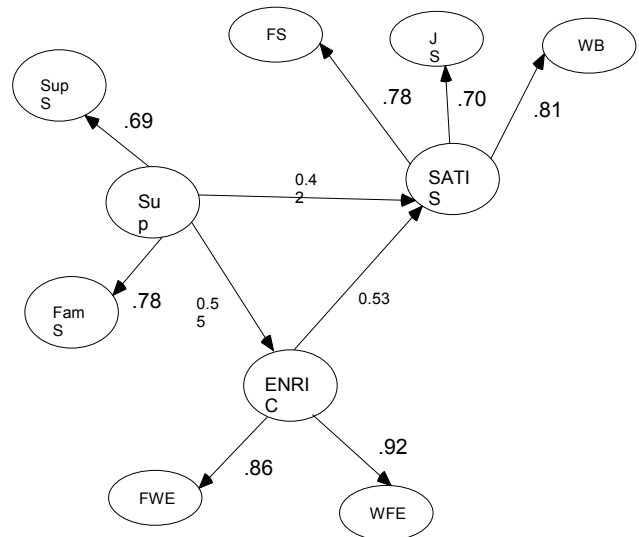 FS
J
S
WB
Sup
S
.69
.78
.70
.81
0.4
2
SATI
S
Su
p
Fam
S
.78
0.5
5
0.53
ENRI
C
.86
.92
FWE
WFE